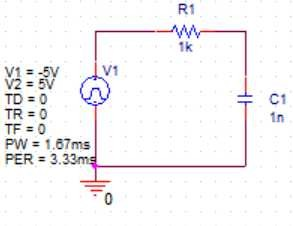 R1
1k
V1
V1 = -5V
V2 = 5V
TD = 0
TR = 0
TF = 0
PW = 1.67ms
PER = 3.33ms
C1
1n
0